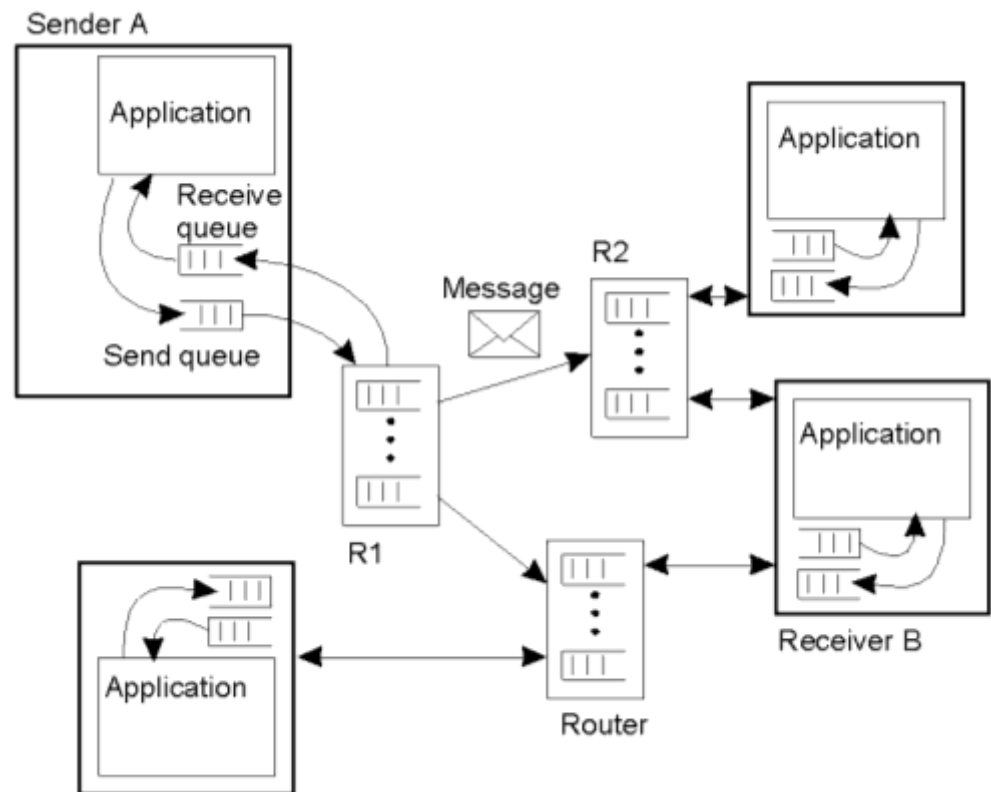 Sender A
Application
Receive
queue
Send queue
R1
Message
R2
Application
Application
Receiver B
Router
Application